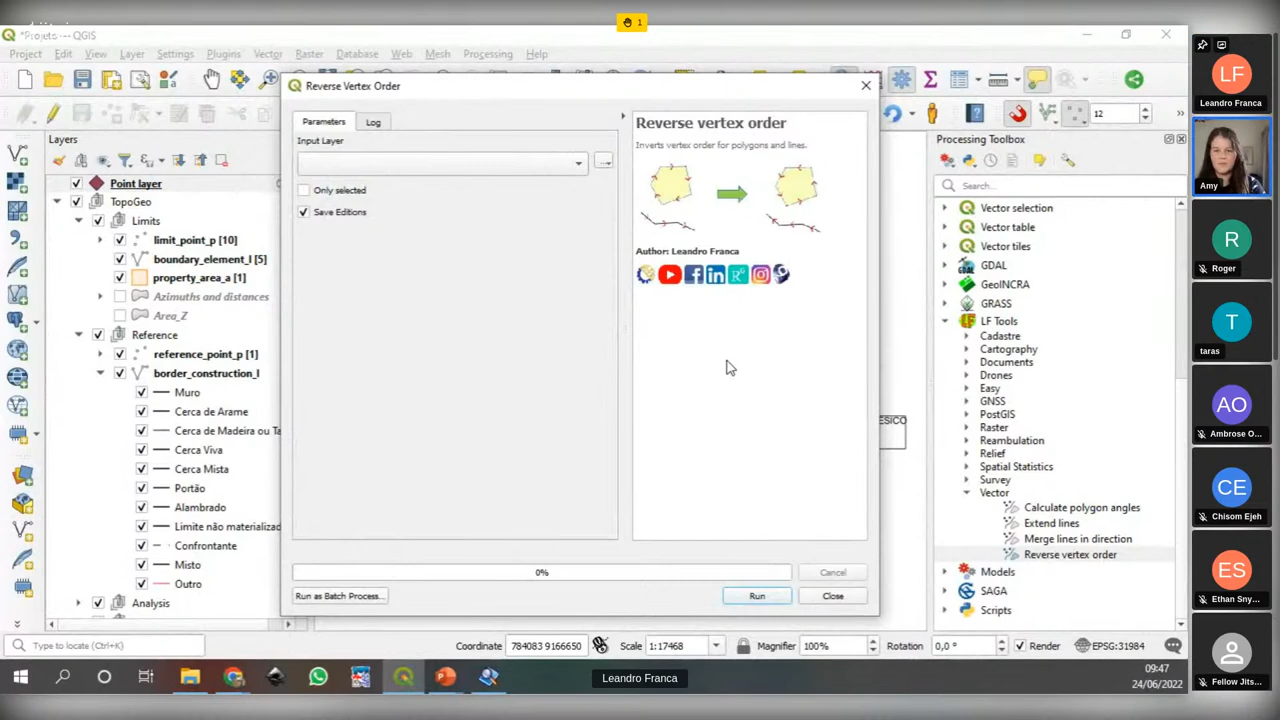 1
*Projeto — QGIS
Project Edit View Layer Settings Plugins Vector Raster Database Web Mesh Processing Help
12
Reverse Vertex Order
Parameters Log
Input Layer
Only selected
Save Editions
Reverse vertex order
Inverts vertex order for polygons and lines.
Author: Leandro Franca
0%
Cancel
Run as Batch Process...
Run
Close
Layers
Point layer
TopoGeo
Limits
limit_point_p [10]
boundary_element_l [5]
property_area_a [1]
Azimuths and distances
Area_Z
Reference
reference_point_p [1]
border_construction_l
Muro
Cerca de Arame
Cerca de Madeira ou Ta
Cerca Viva
Cerca Mista
Portão
Alambrado
Limite não materializad
Confrontante
Misto
Outro
Analysis
ESICO
Processing Toolbox
Search...
Vector selection
Vector table
Vector tiles
GDAL
GeoINCRA
GRASS
LF Tools
Cadastre
Cartography
Documents
Drones
Easy
GNSS
PostGIS
Raster
Reambulation
Relief
Spatial Statistics
Survey
Vector
Calculate polygon angles
Extend lines
Merge lines in direction
Reverse vertex order
Models
SAGA
Scripts
Type to locate (Ctrl+K)
Coordinate 784083 9166650 Scale 1:17468 Magnifier 100% Rotation 0,0 ° Render EPSG:31984
09:47
24/06/2022
Leandro Franca
LF
Leandro Franca
Amy
R
Roger
T
taras
AO
Ambrose O...
CE
Chisom Ejeh
ES
Ethan Sny...
Fellow Jits...